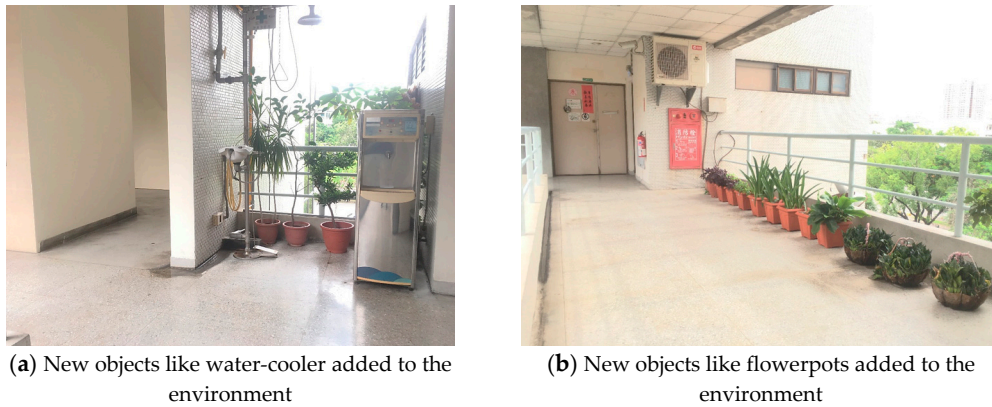 (a) New objects like water-cooler added to the
environment
(b) New objects like flowerpots added to the
environment